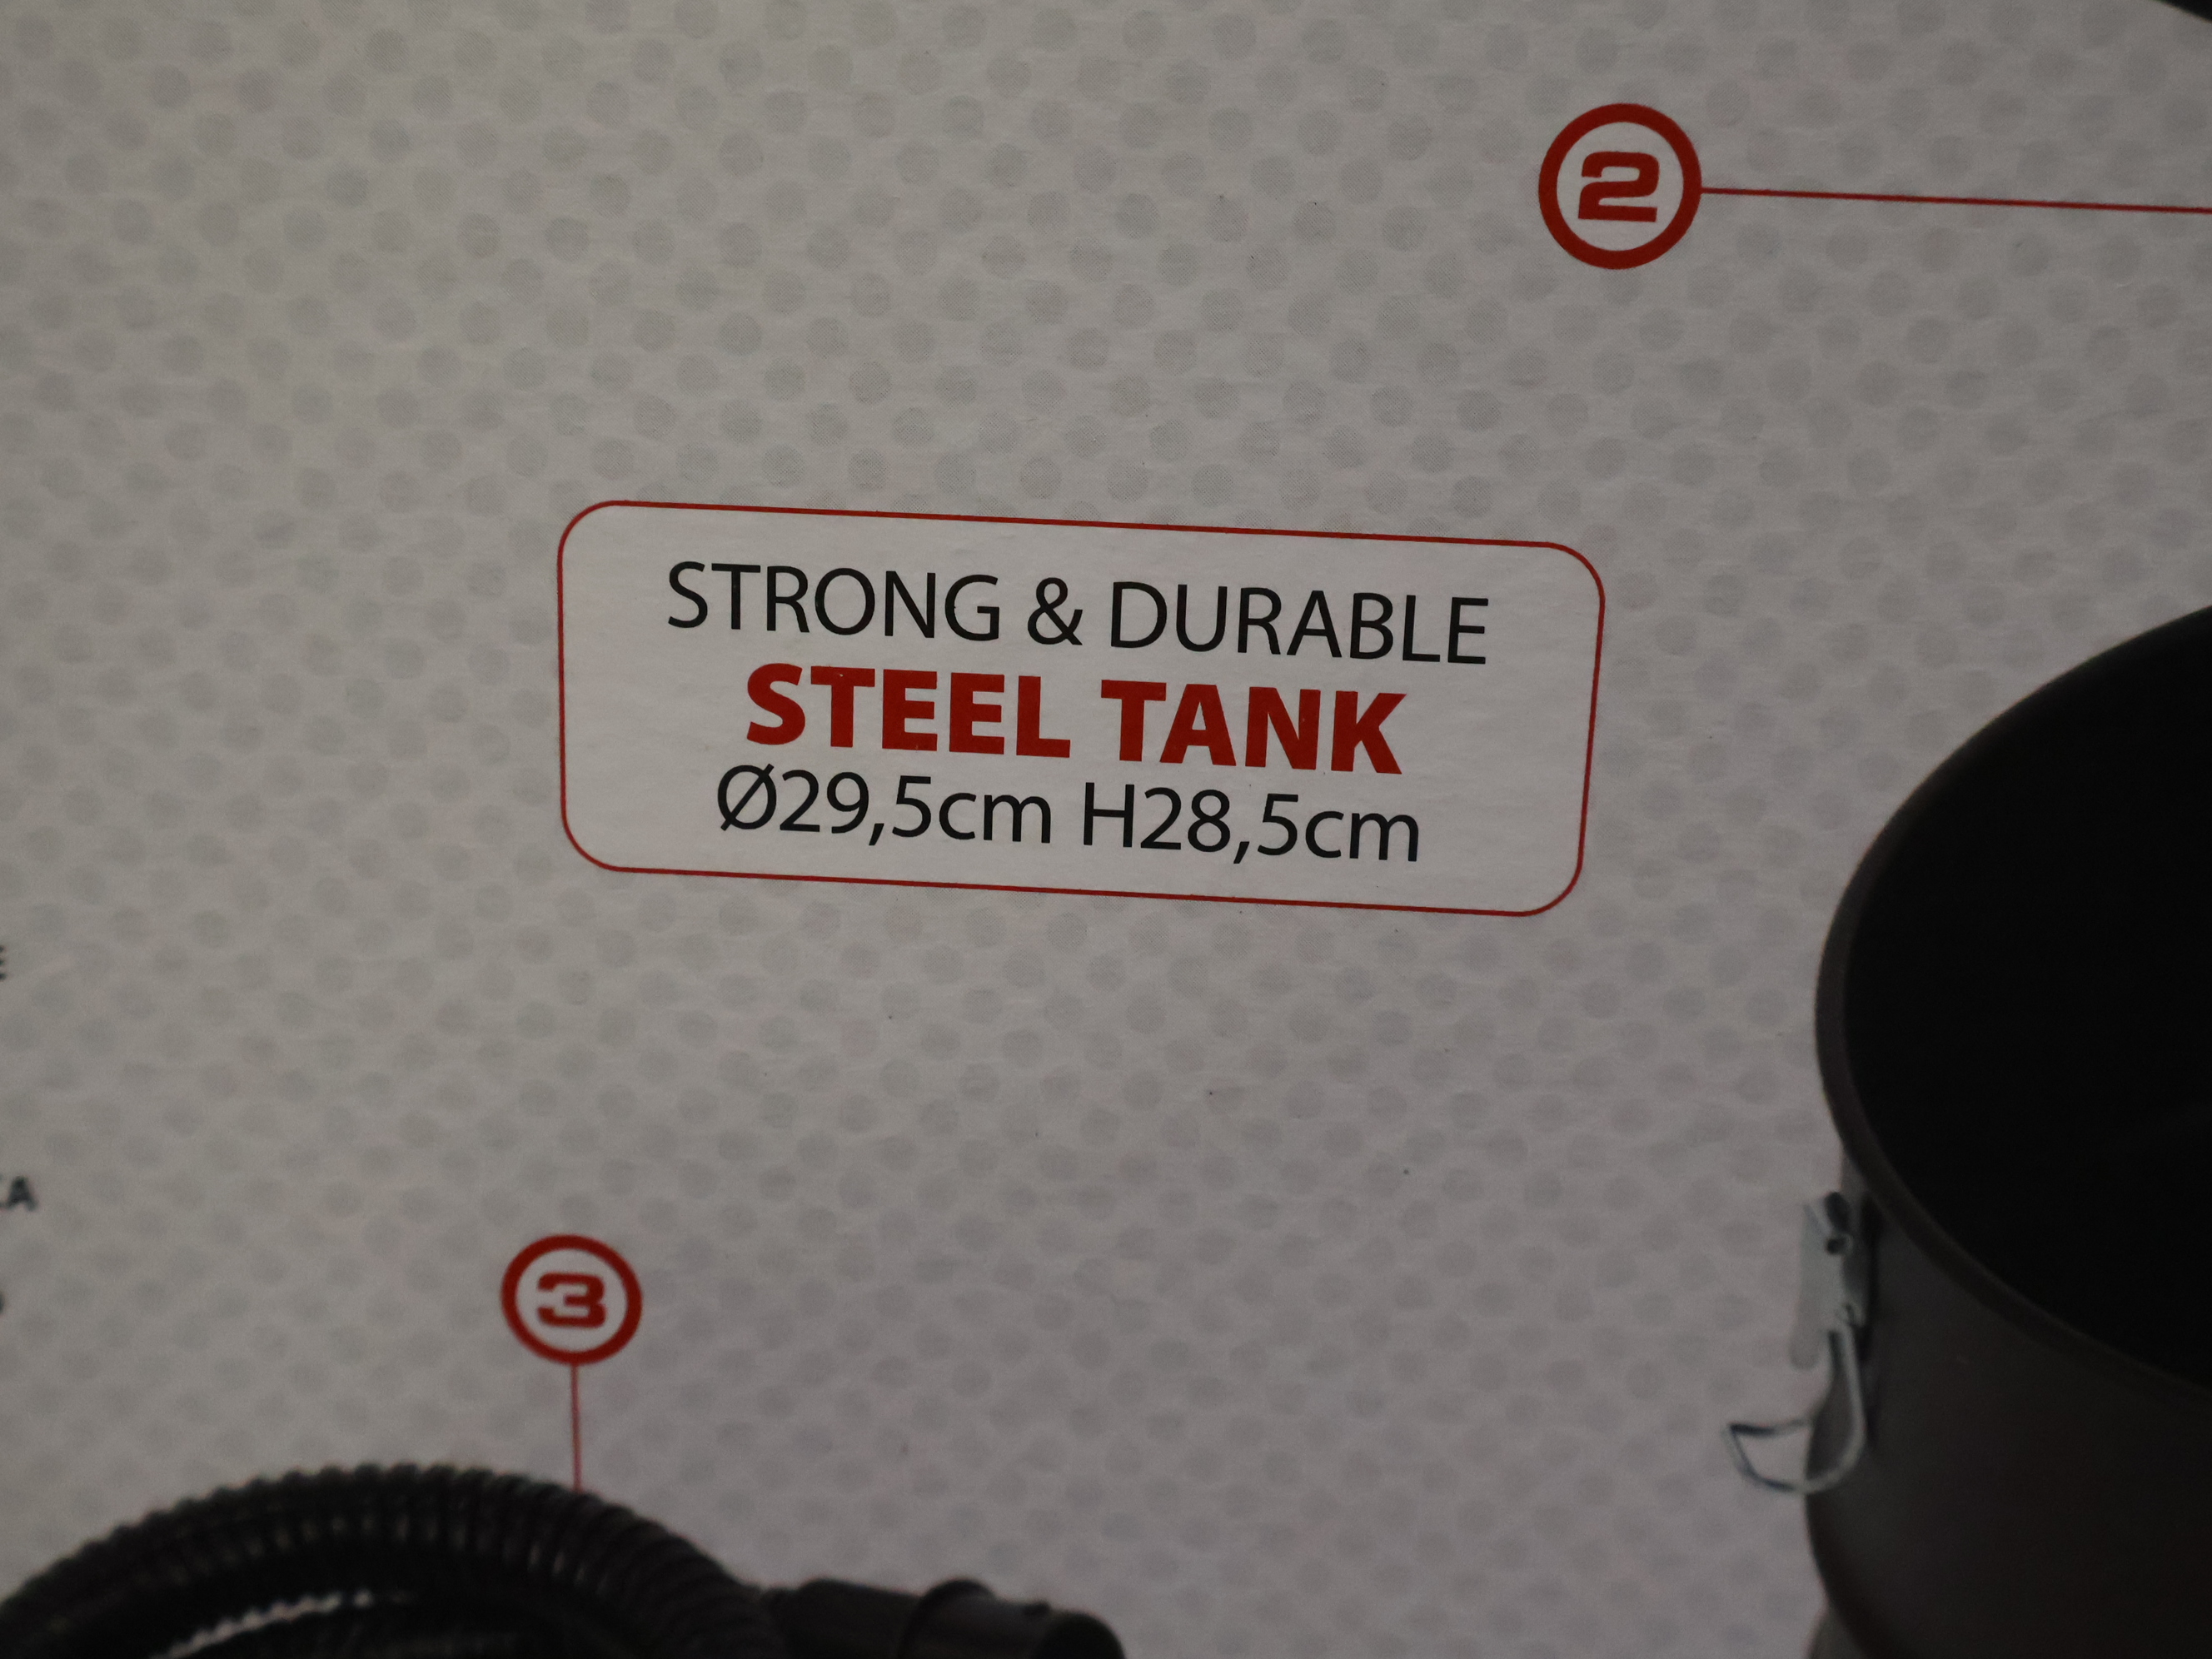 2
STRONG & DURABLE
STEEL TANK
Ø29,5cm H28,5cm
3